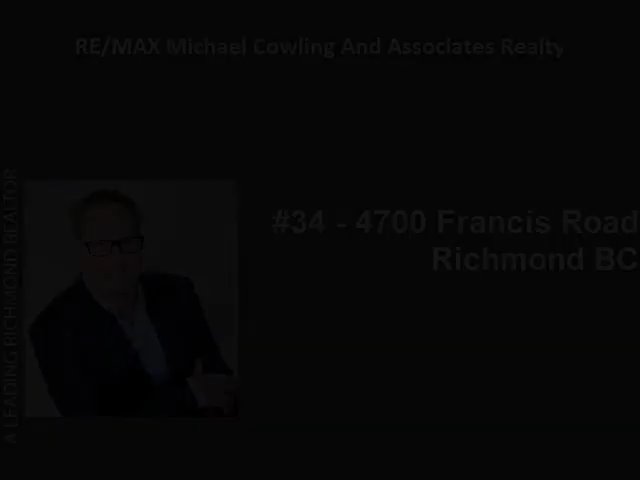 RE/MAX Michael Cowling And Associates Realty
A LEADING RICHMOND REALTOR
#34 - 4700 Francis Road
Richmond BC